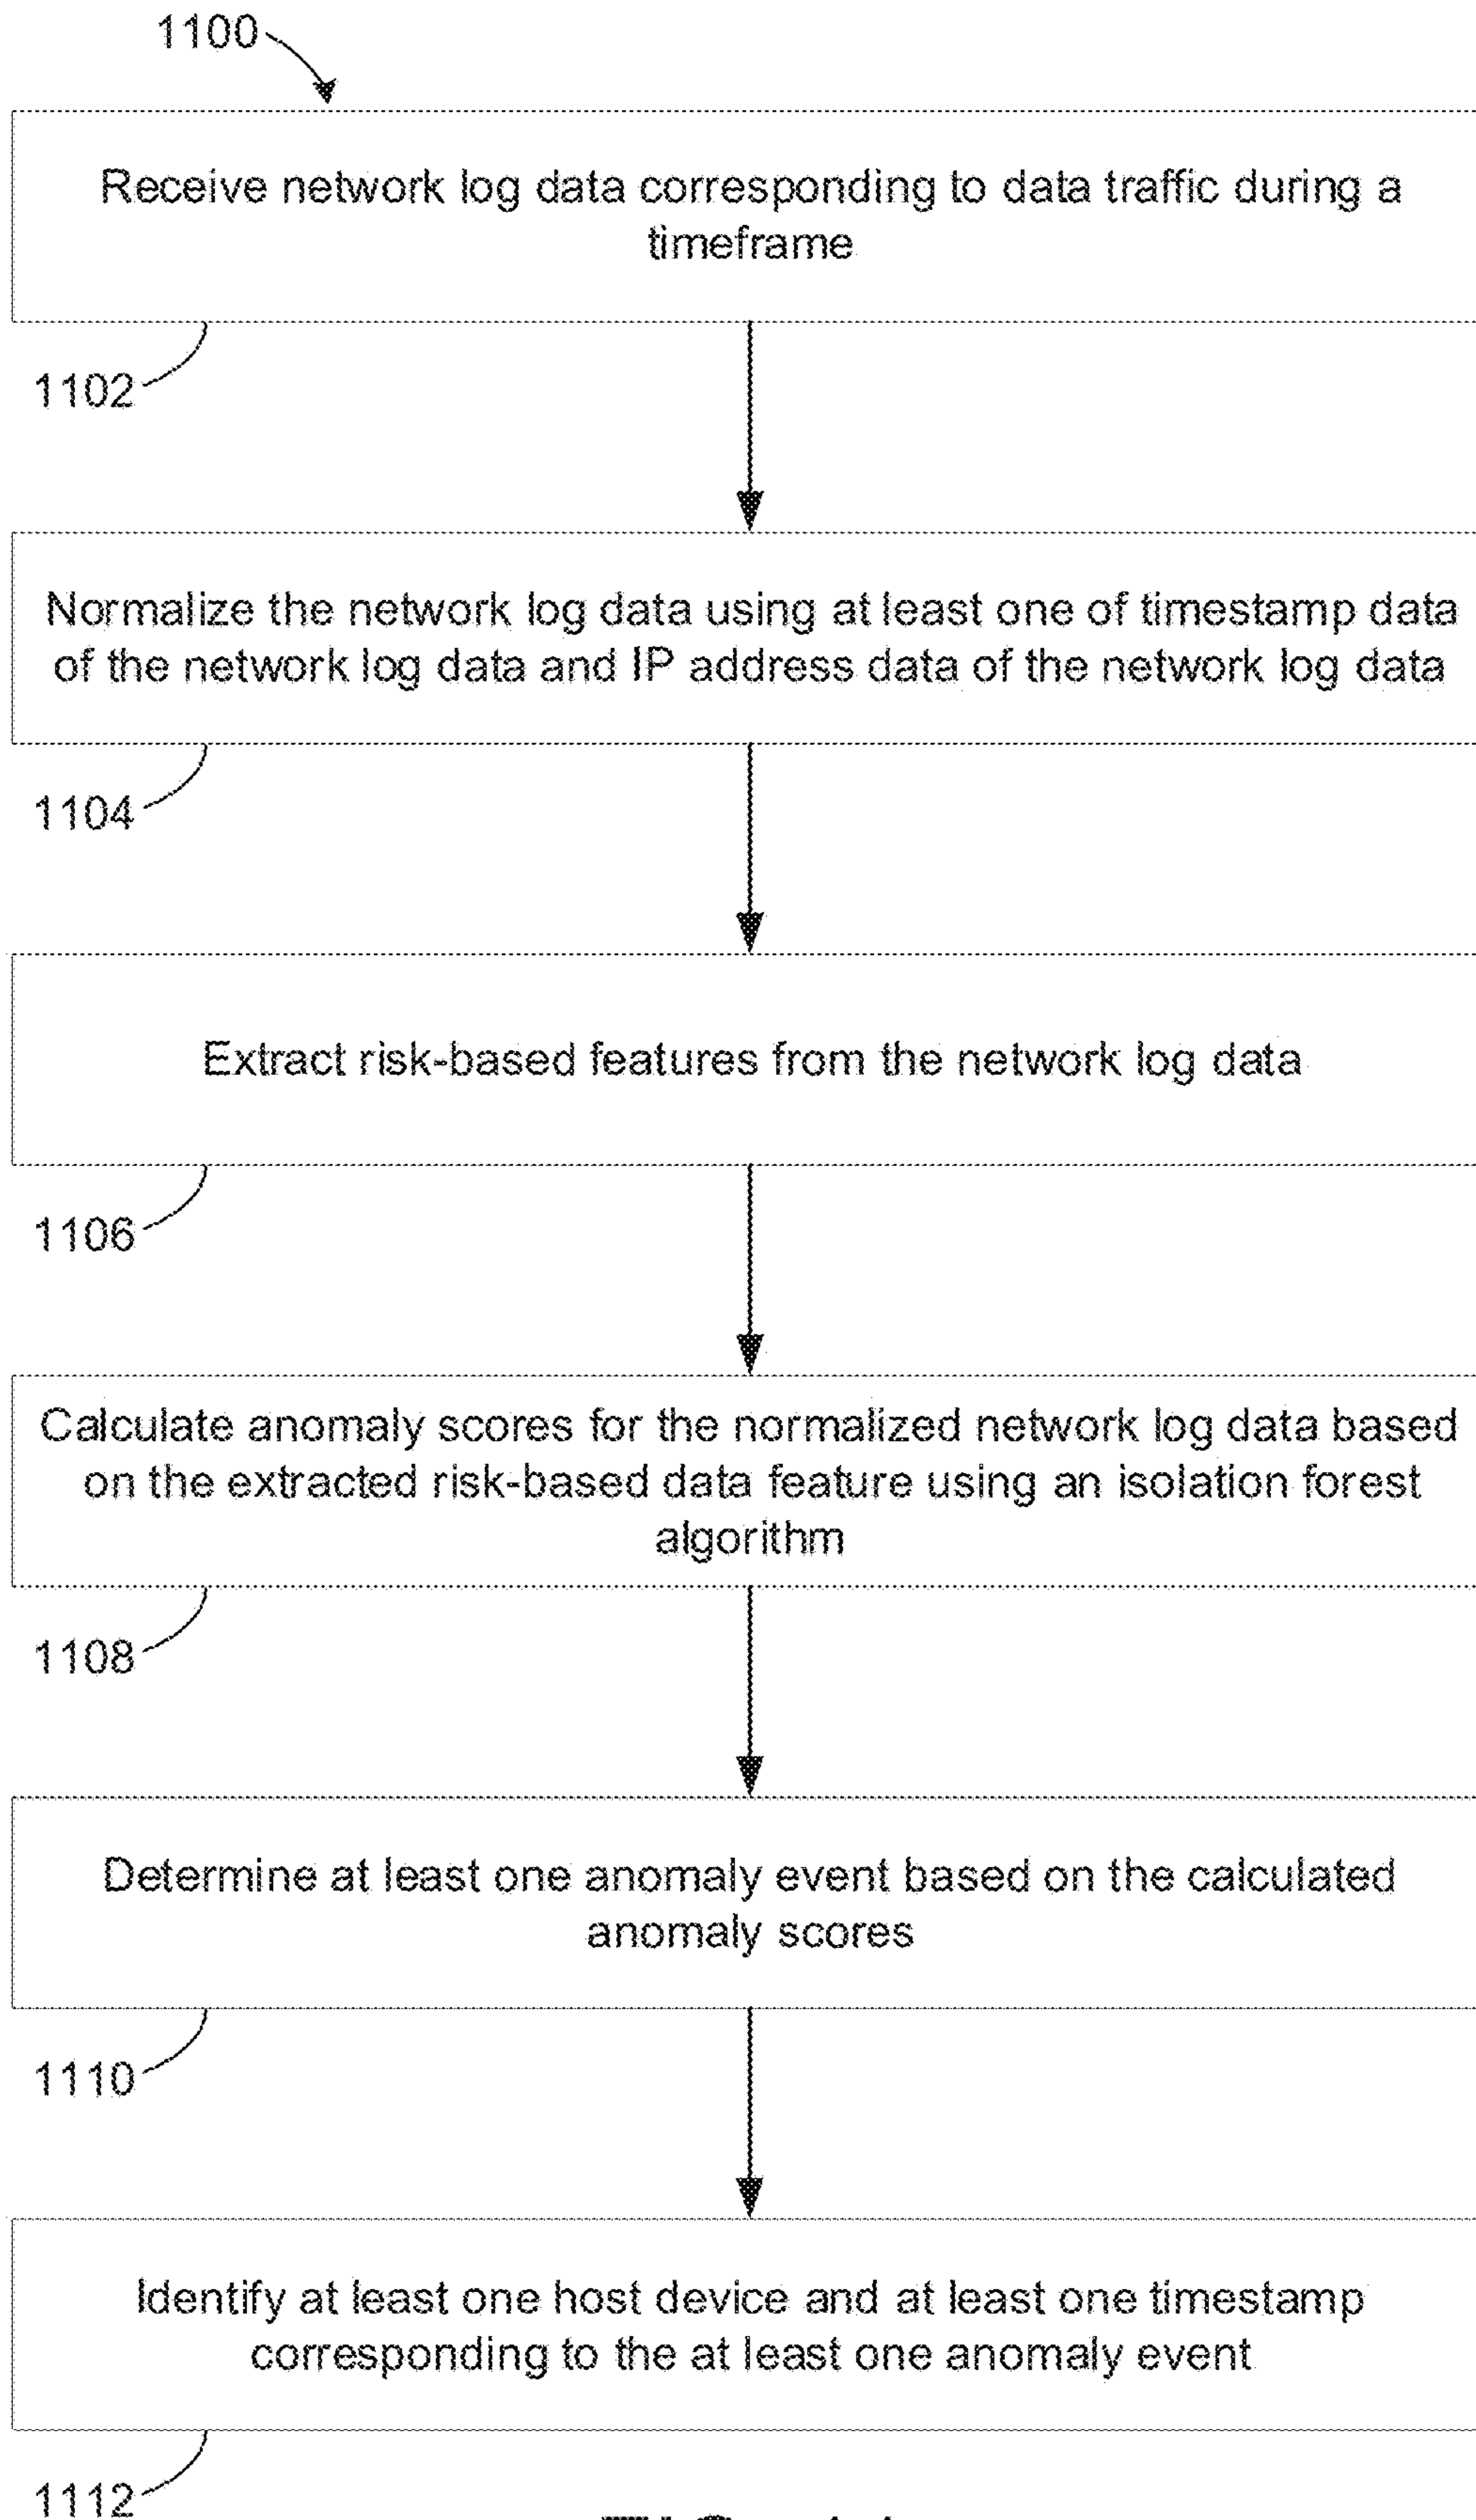 1100
Receive network log data corresponding to data traffic during a
timeframe
1102
Normalize the network log data using at least one of timestamp data
of the network log data and IP address data of the network log data
1104
Extract risk-based features from the network log data
1106
Calculate anomaly scores for the normalized network log data based
on the extracted risk-based data feature using an isolation forest
algorithm
1108
Determine at least one anomaly event based on the calculated
anomaly scores
1110
Identify at least one host device and at least one timestamp
corresponding to the at least one anomaly event
1112